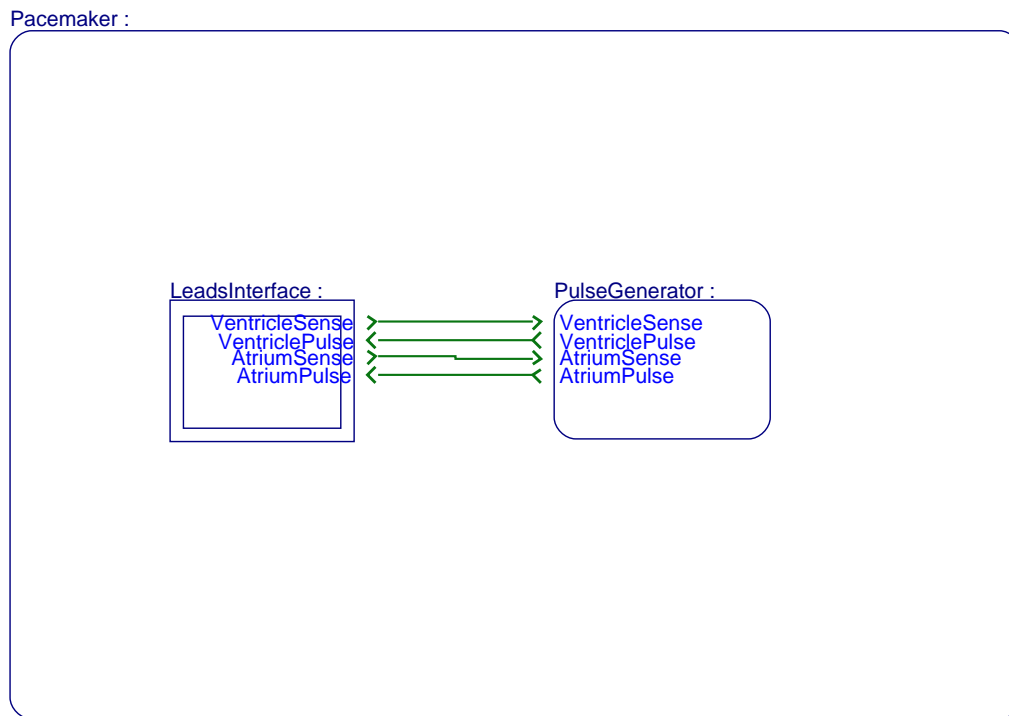 Pacemaker :
LeadsInterface :
VentricleSense
VentriclePulse
AtriumSense
AtriumPulse
PulseGenerator :
VentricleSense
VentriclePulse
AtriumSense
AtriumPulse